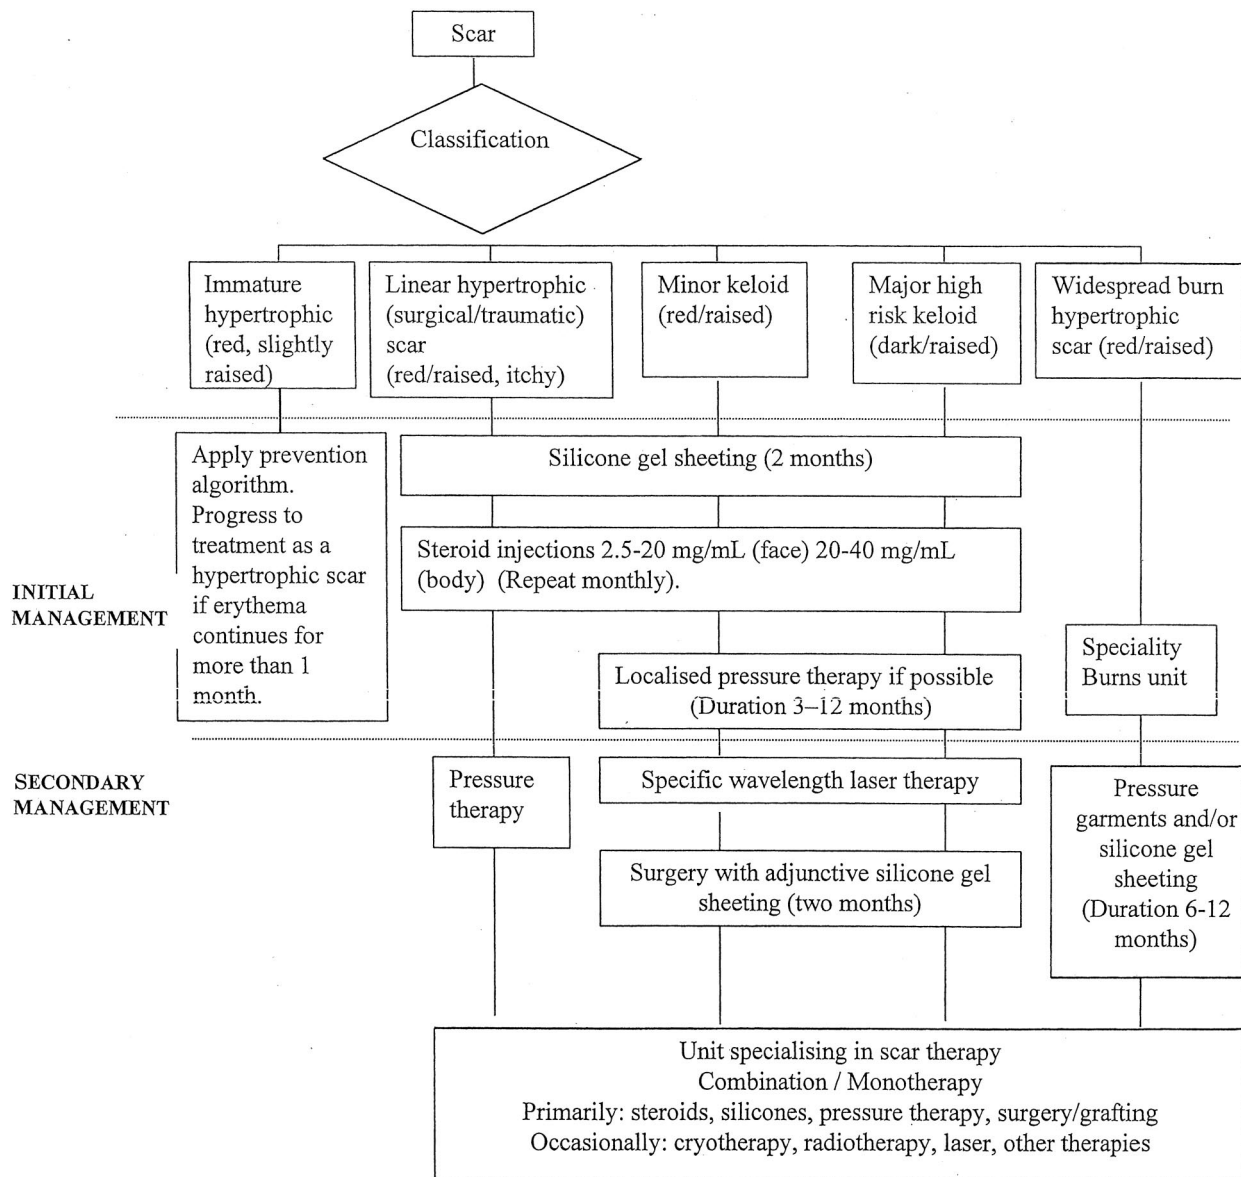 Scar
Classification
Immature
hypertrophic
(red, slightly
raised)
Linear hypertrophic
(surgical/traumatic)
scar
(red/raised, itchy)
Minor keloid
(red/raised)
Major high
risk keloid
(dark/raised)
Widespread burn
hypertrophic
scar (red/raised)
INITIAL
MANAGEMENT
Apply prevention
algorithm.
Progress to
treatment as a
hypertrophic scar
if erythema
continues for
more than 1
month.
Silicone gel sheeting (2 months)
Steroid injections 2.5-20 mg/mL (face) 20-40 mg/mL
(body) (Repeat monthly).
Localised pressure therapy if possible
(Duration 3–12 months)
Speciality
Burns unit
SECONDARY
MANAGEMENT
Pressure
therapy
Specific wavelength laser therapy
Surgery with adjunctive silicone gel
sheeting (two months)
Pressure
garments and/or
silicone gel
sheeting
(Duration 6-12
months)
Unit specialising in scar therapy
Combination / Monotherapy
Primarily: steroids, silicones, pressure therapy, surgery/grafting
Occasionally: cryotherapy, radiotherapy, laser, other therapies